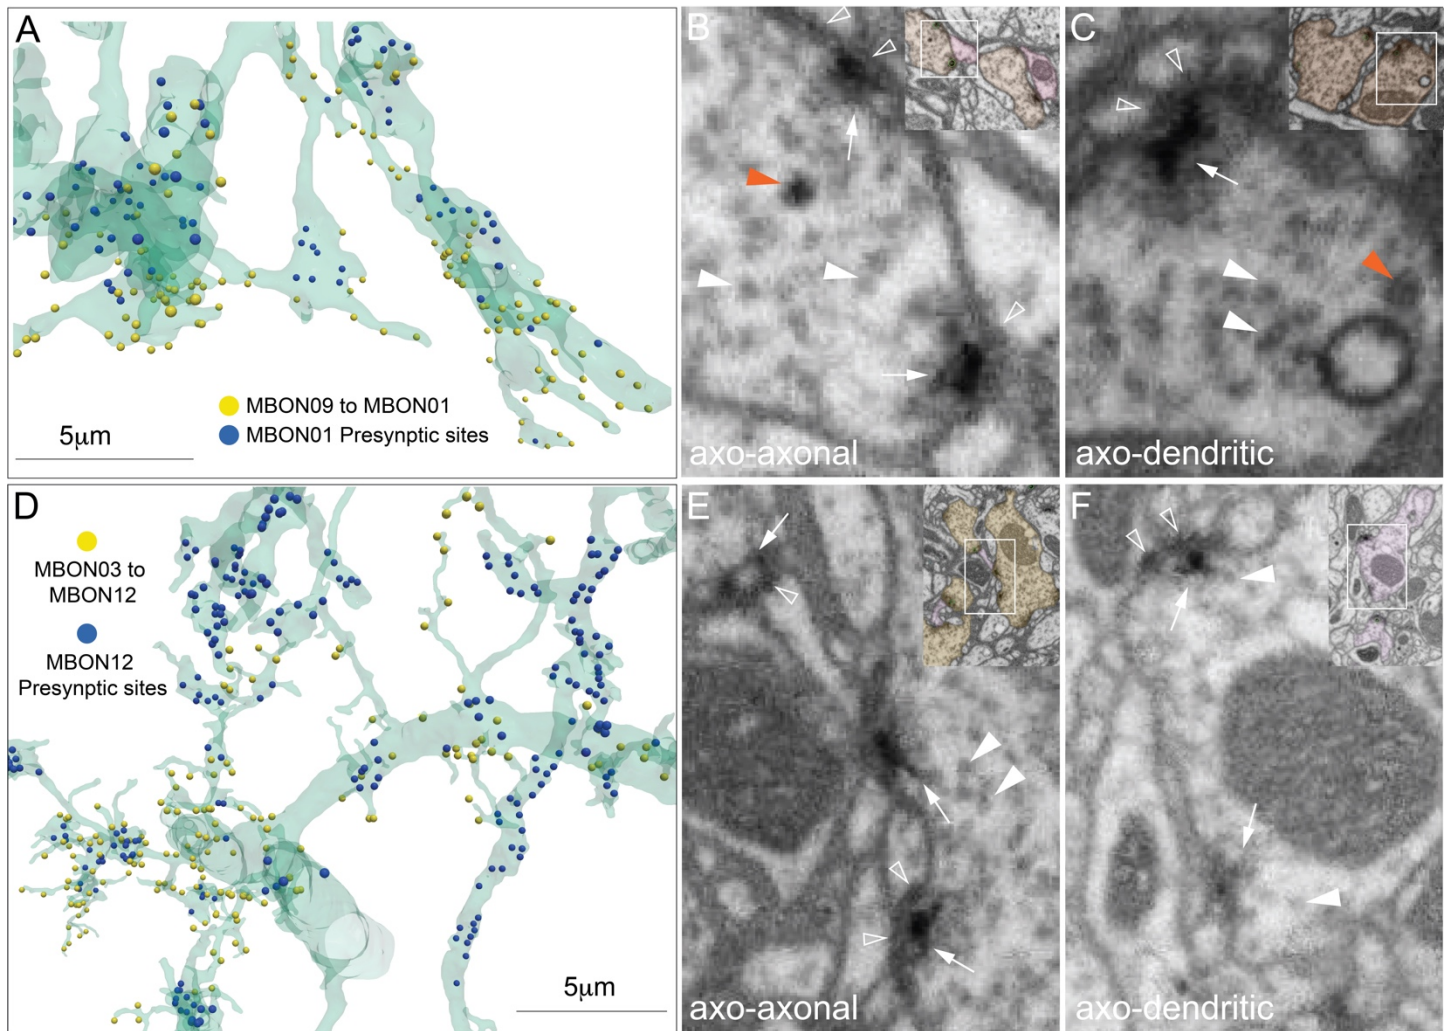 A
MBON09 to MBON01
MBON01 Presynptic sites
5μm
B
axo-axonal
C
axo-dendritic
D
MBON03 to
MBON12
MBON12
Presynptic sites
5μm
E
axo-axonal
F
axo-dendritic